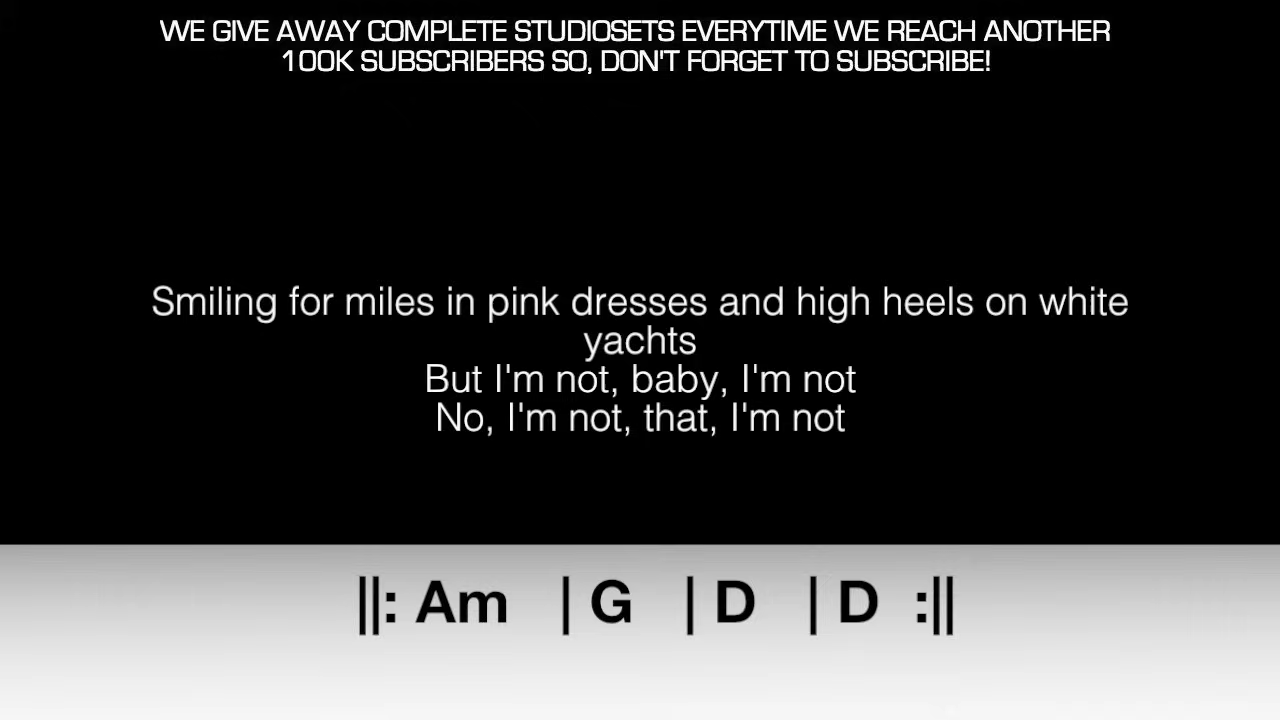 WE GIVE AWAY COMPLETE STUDIOSETS EVERYTIME WE REACH ANOTHER
100K SUBSCRIBERS SO, DON'T FORGET TO SUBSCRIBE!
Smiling for miles in pink dresses and high heels on white
yachts
But I'm not, baby, I'm not
No, I'm not, that, I'm not
||: Am | G | D | D :||